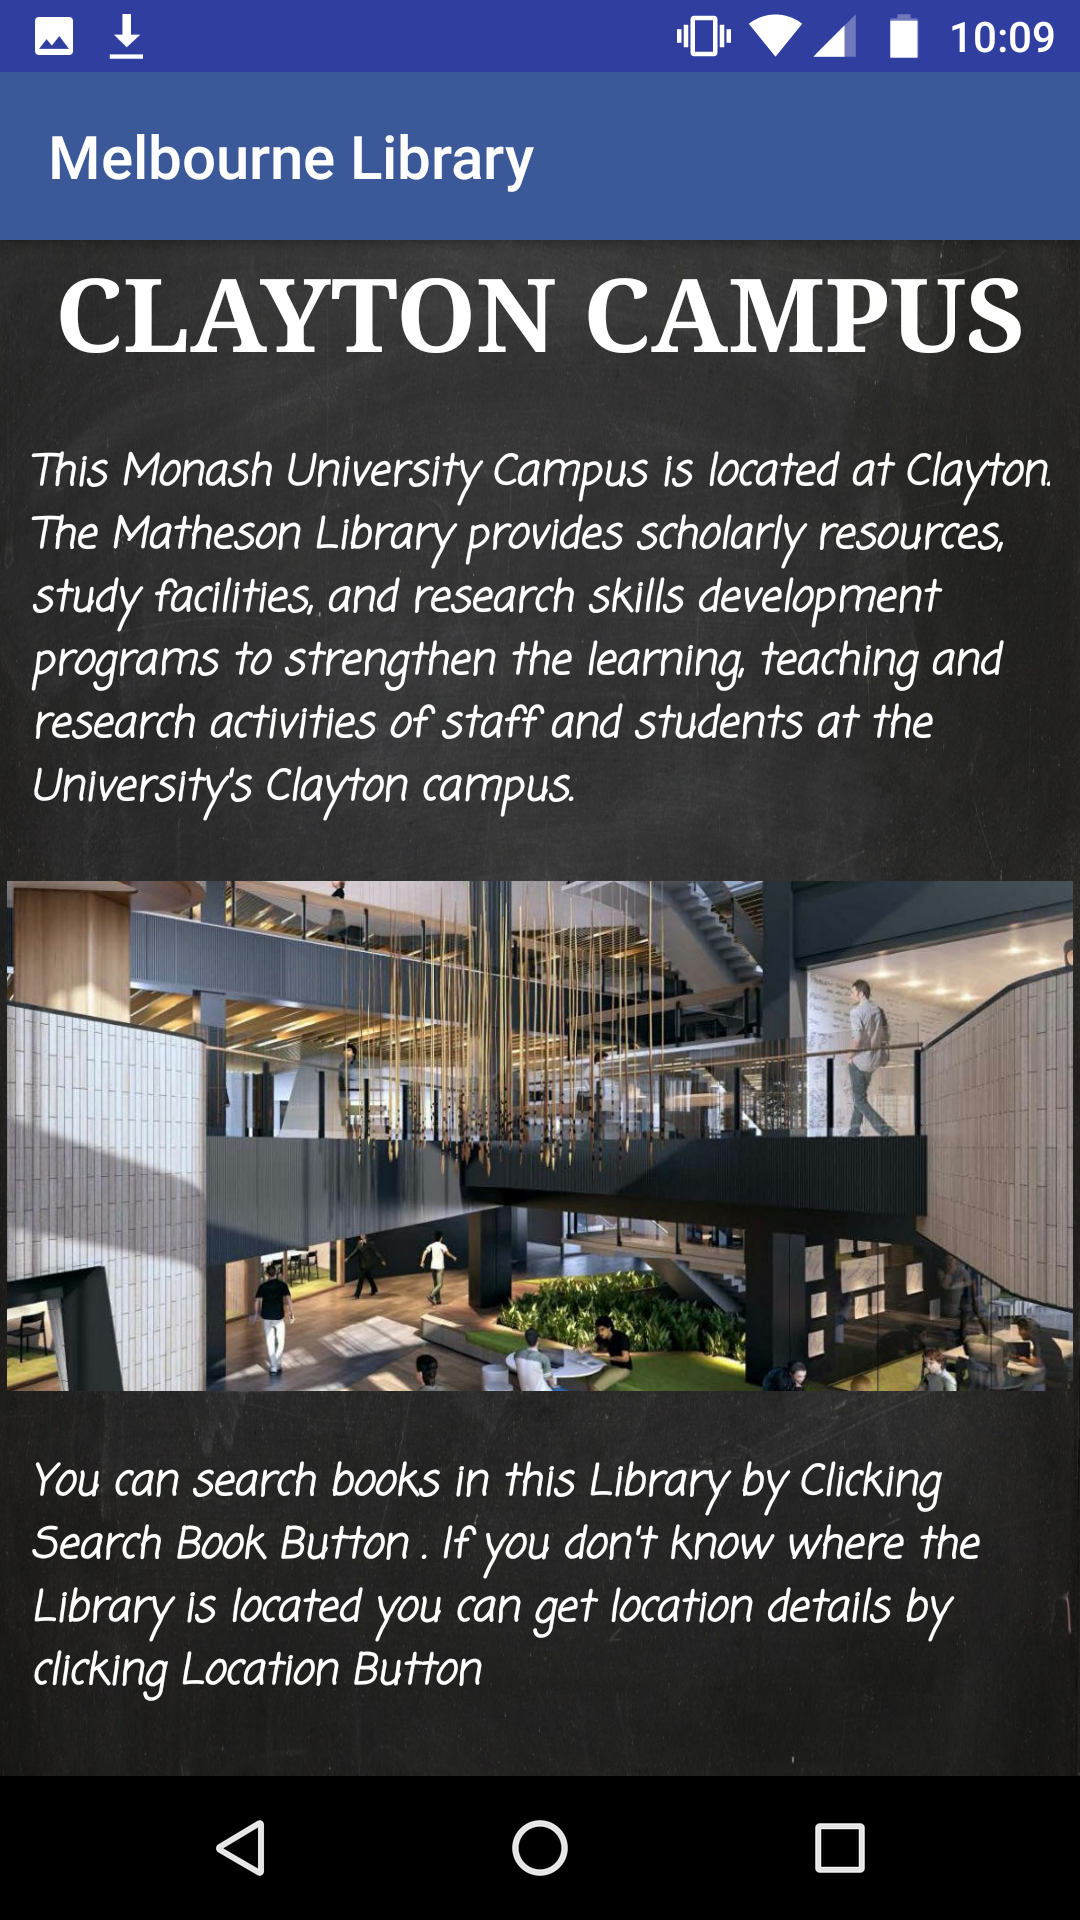 10:09
Melbourne Library
CLAYTON CAMPUS
This Monash University Campus is located at Clayton.
The Matheson Library provides scholarly resources,
study facilities, and research skills development
programs to strengthen the learning, teaching and
research activities of staff and students at the
University's Clayton campus.
You can search books in this Library by Clicking
Search Book Button . If you don't know where the
Library is located you can get location details by
clicking Location Button